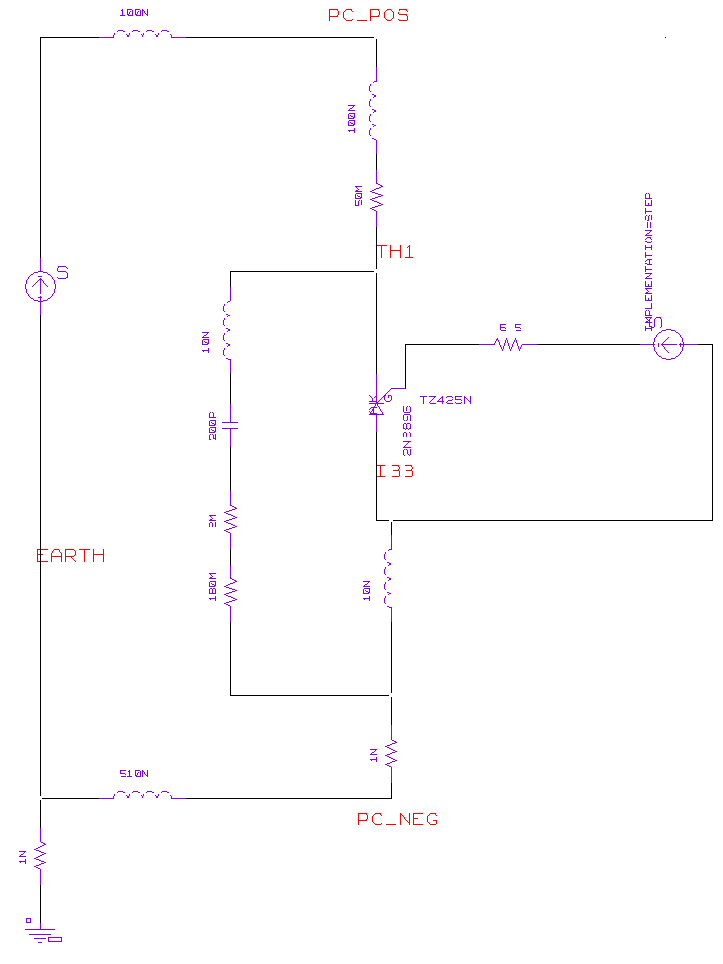 100N
PC_POS
100N
50M
IMPLEMENTATION=STEP
TH1
S
S
10N
6 5
K
A
G
TZ425N
2N3896
200P
I33
2M
EARTH
180M
10N
1N
510N
PC_NEG
1N